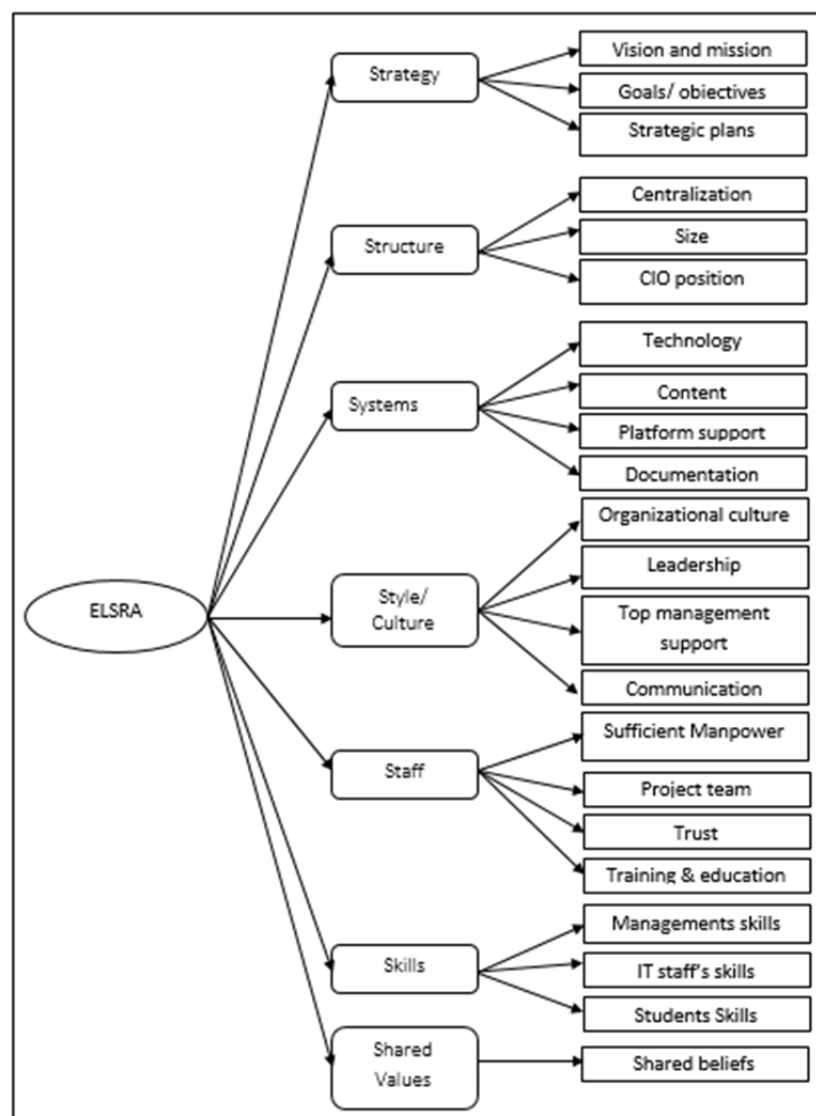 Strategy
Vision and mission
Goals/ obiectives
Strategic plans
Structure
Centralization
Size
CIO position
Systems
Technology
Content
Platform support
Documentation
ELSRA
Style/
Culture
Organizational culture
Leadership
Top management
support
Communication
Staff
Sufficient Manpower
Project team
Trust
Training & education
Skills
Managements skills
IT staff's skills
Students Skills
Shared
Values
Shared beliefs